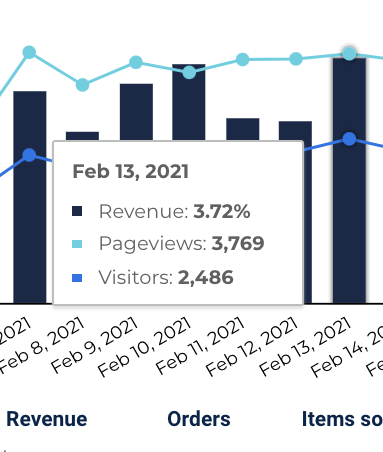 Feb 13, 2021
Revenue: 3.72%
Pageviews: 3,769
Visitors: 2,486
2021
Feb 8, 2021
Feb 9, 2021
Feb 10, 2021
Feb 11, 2021
Feb 12, 2021
Feb 13, 2021
Feb 14, 20
Fe
Revenue Orders Items so